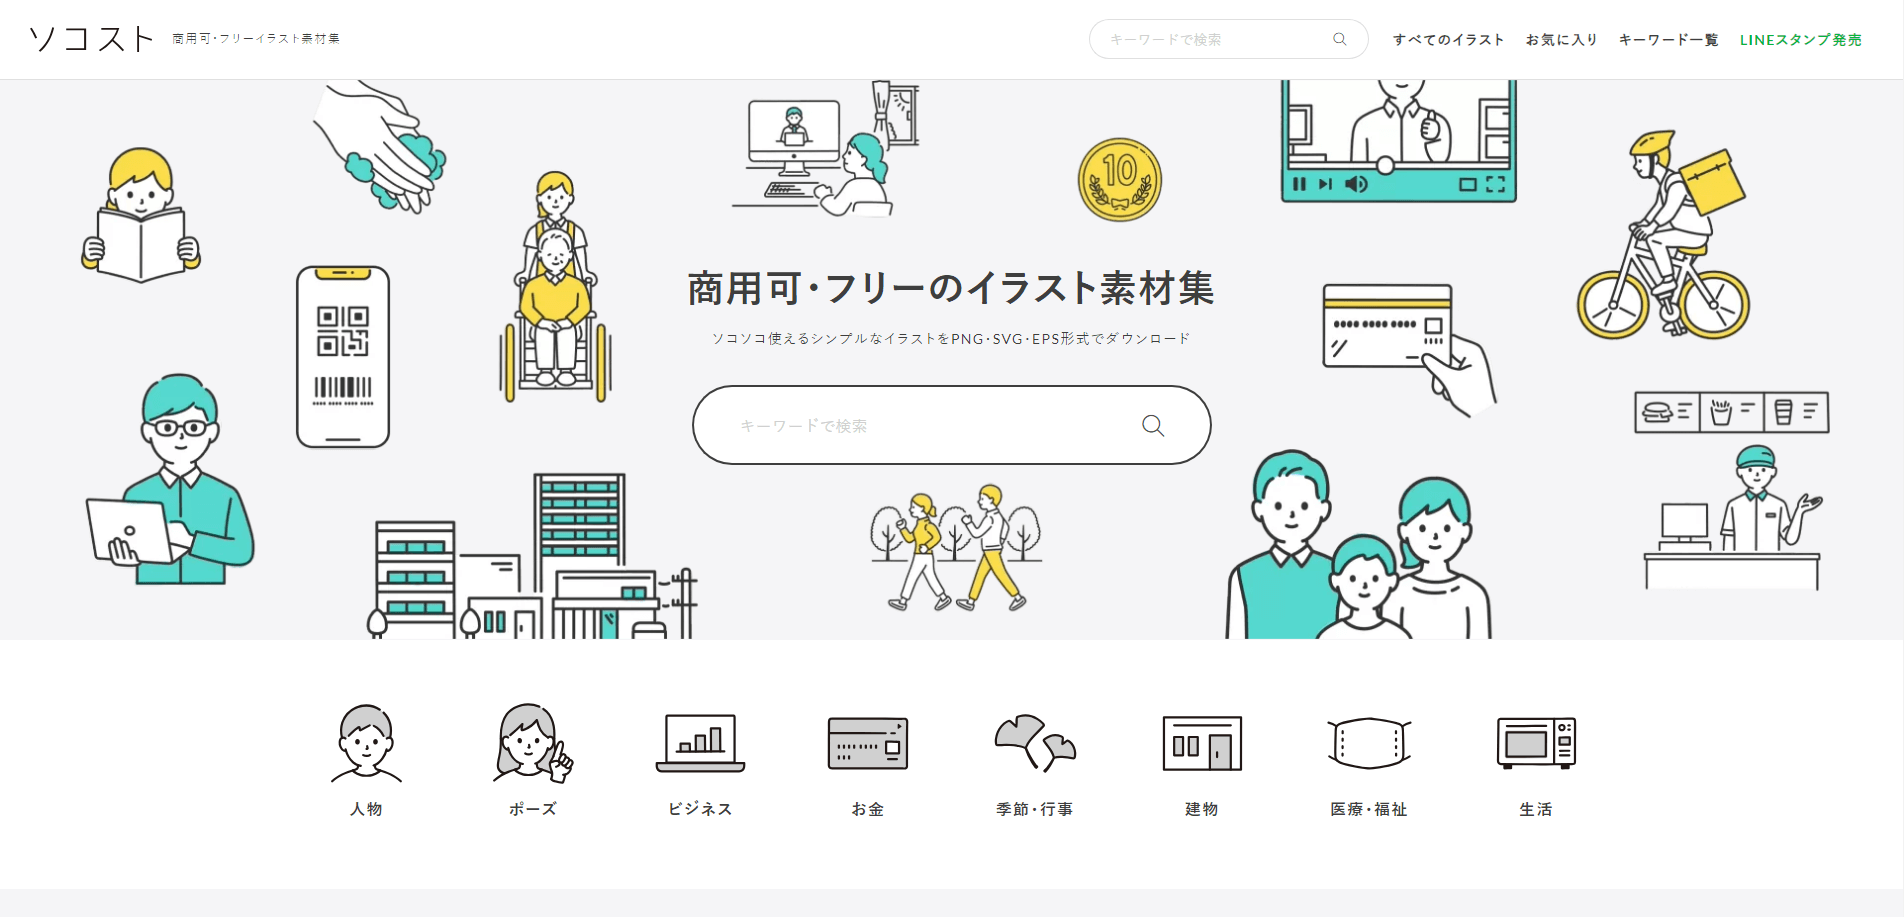 ソコスト
商用可・フリーイラスト素材集
キーワードで検索
すべてのイラスト
お気に入り
キーワード一覧
LINEスタンプ発売
10
商用可・フリーのイラスト素材集
ソコソコ使えるシンプルなイラストをPNG・SVG・EPS形式でダウンロード
キーワードで検索
人物
ポーズ
ビジネス
お金
季節・行事
建物
医療・福祉
生活